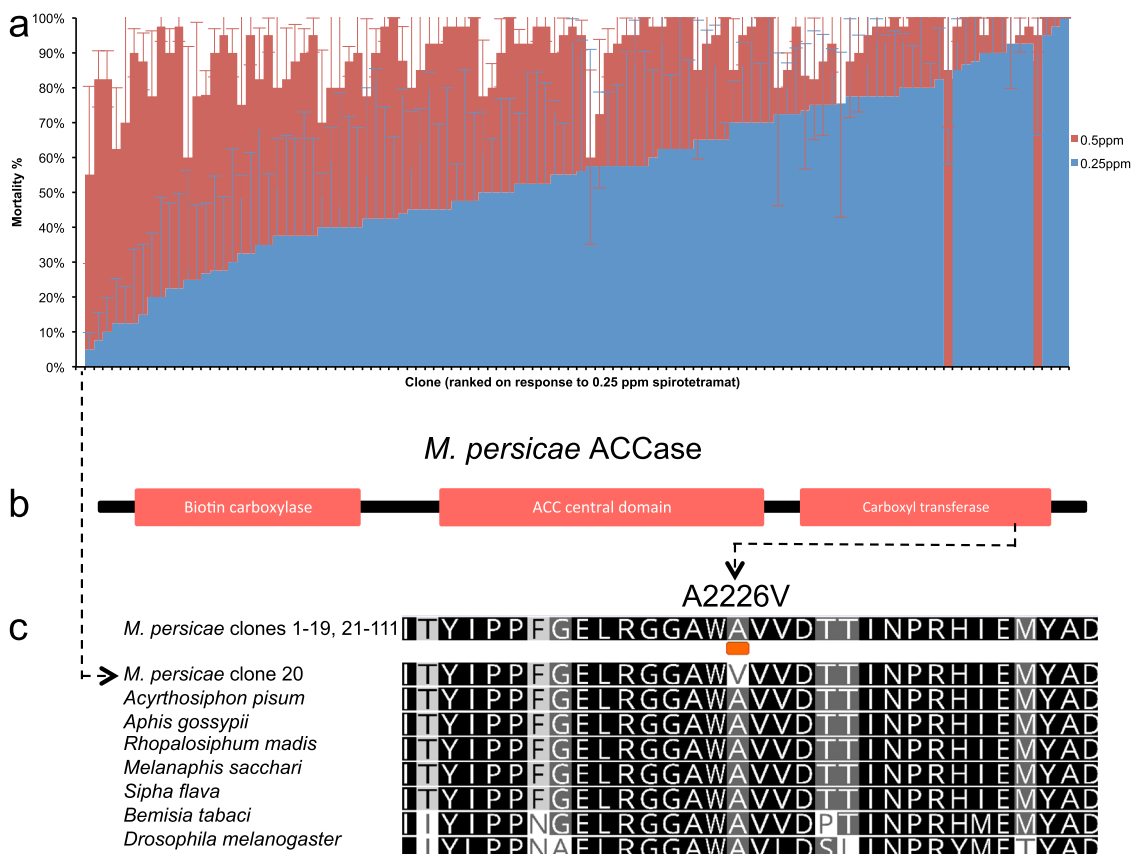 a
100%
90%
80%
70%
60%
50%
40%
30%
20%
10%
0%
Mortality %
0.5ppm
0.25ppm
Clone (ranked on response to 0.25 ppm spirotetramat)
M. persicae ACCase
b
Biotin carboxylase
ACC central domain
Carboxyl transferase
A2226V
c
M. persicae clones 1-19, 21-111 ITYIPPFGELRGGAWAVVDTTINPRHIEMYAD
M. persicae clone 20 ITYIPPFGELRGGAWVVVDTTINPRHIEMYAD
Acyrthosiphon pisum ITYIPPFGELRGGAWAVVDTTINPRHIEMYAD
Aphis gossypii ITYIPPFGELRGGAWAVVDTTINPRHIEMYAD
Rhopalosiphum madis ITYIPPFGELRGGAWAVVDTTINPRHIEMYAD
Melanaphis sacchari ITYIPPFGELRGGAWAVVDTTINPRHIEMYAD
Sipha flava ITYIPPFGELRGGAWAVVDTTINPRHIEMYAD
Bemisia tabaci IIYIPPNGELRGGAWAVVDPTINPRHMEMYAD
Drosophila melanogaster IIYIPPNAELRGGAWAVLDSLINPRYMETYAD